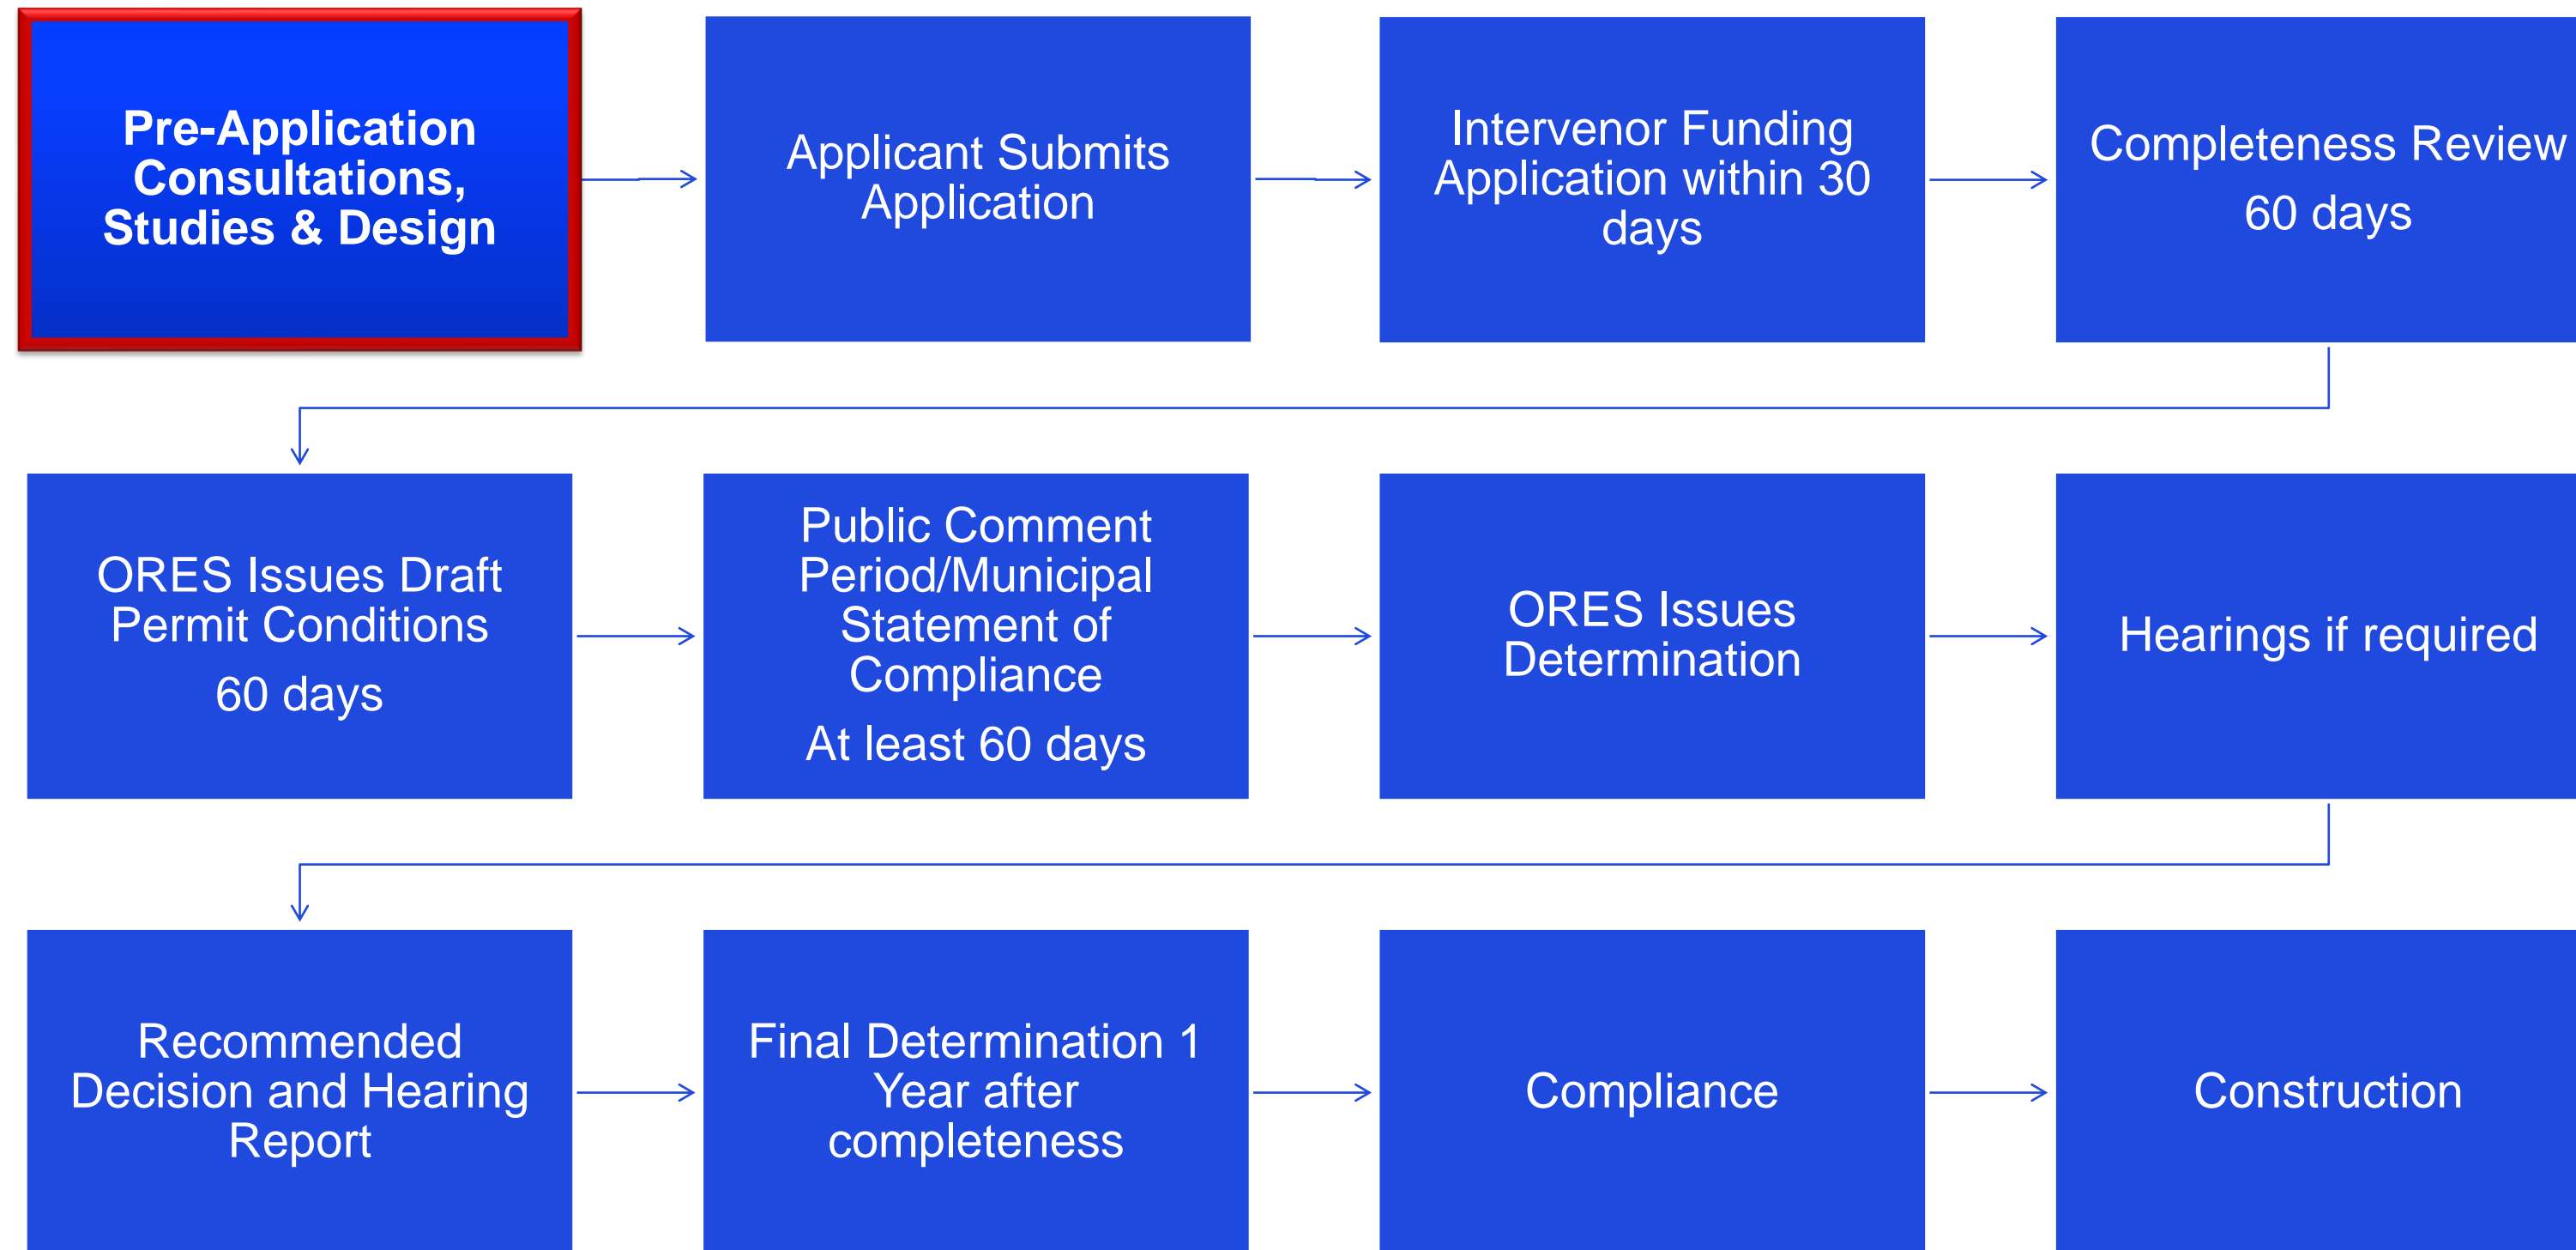 Pre-Application
Consultations,
Studies & Design
Applicant Submits
Application
Intervenor Funding
Application within 30
days
Completeness Review
60 days
ORES Issues Draft
Permit Conditions
60 days
Public Comment
Period/Municipal
Statement of
Compliance
At least 60 days
ORES Issues
Determination
Hearings if required
Recommended
Decision and Hearing
Report
Final Determination 1
Year after
completeness
Compliance
Construction